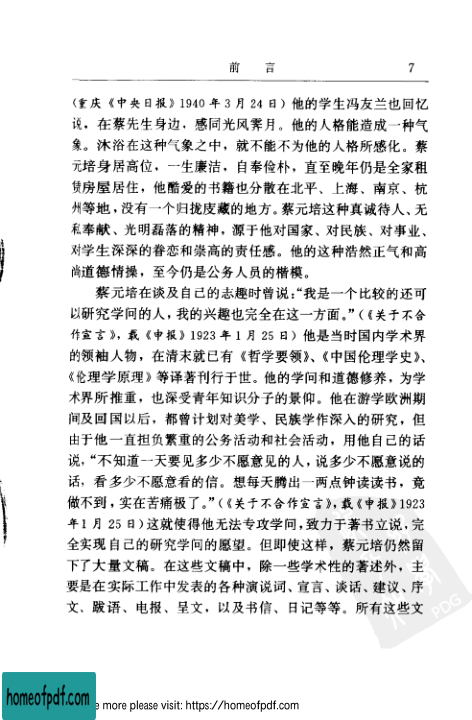 前 言 7
(重庆《中央日报》1940 年 3 月 24 日) 他的学生冯友兰也回忆
说，在蔡先生身边，感同光风霁月。他的人格能造成一种气
象。沐浴在这种气象之中，就不能不为他的人格所感化。蔡
元培身居高位，一生廉洁，自奉俭朴，直至晚年仍是全家租
赁房屋居住，他酷爱的书籍也分散在北平、上海、南京、杭
州等地，没有一个归拢庋藏的地方。蔡元培这种真诚待人、无
私奉献、光明磊落的精神，源于他对国家、对民族、对事业、
对学生深深的眷恋和崇高的责任感。他的这种浩然正气和高
尚道德情操，至今仍是公务人员的楷模。
蔡元培在谈及自己的志趣时曾说：“我是一个比较的还可
以研究学问的人，我的兴趣也完全在这一方面。”(《关于不合
作宣言》，载《申报》1923 年 1 月 25 日) 他是当时国内学术界
的领袖人物，在清末就已有《哲学要领》、《中国伦理学史》、
《伦理学原理》等译著刊行于世。他的学问和道德修养，为学
术界所推重，也深受青年知识分子的景仰。他在游学欧洲期
间及回国以后，都曾计划对美学、民族学作深入的研究，但
由于他一直担负繁重的公务活动和社会活动，用他自己的话
说，“不知道一天要见多少不愿意见的人，说多少不愿意说的
话，看多少不愿意看的信。想每天腾出一两点钟读读书，竟
做不到，实在苦痛极了。”(《关于不合作宣言》，载《申报》1923
年 1 月 25 日) 这就使得他无法专攻学问，致力于著书立说，完
全实现自己的研究学问的愿望。但即使这样，蔡元培仍然留
下了大量文稿。在这些文稿中，除一些学术性的著述外，主
要是在实际工作中发表的各种演说词、宣言、谈话、建议、序
文、跋语、电报、呈文，以及书信、日记等等。所有这些文
PDG
homeofpdf.com
e more please visit: https://homeofpdf.com